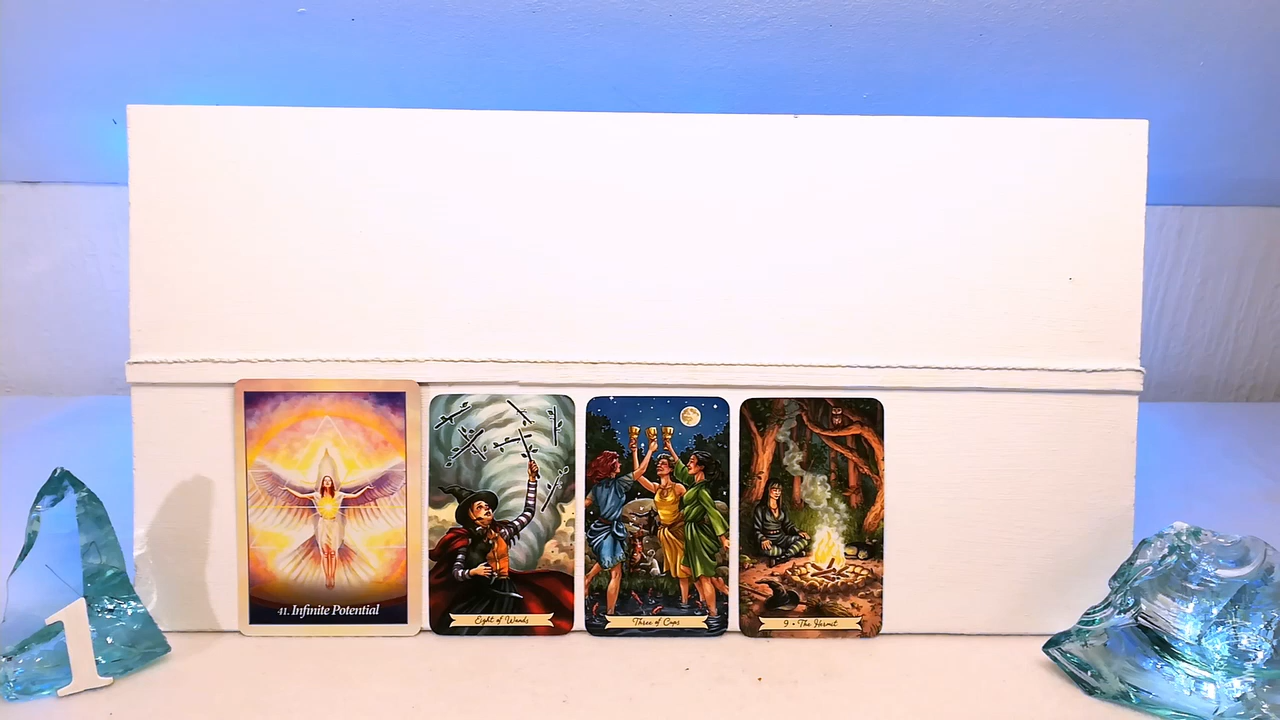 41. Infinite Potential
Eight of Wands
Three of Cups
9 • The Hermit
1